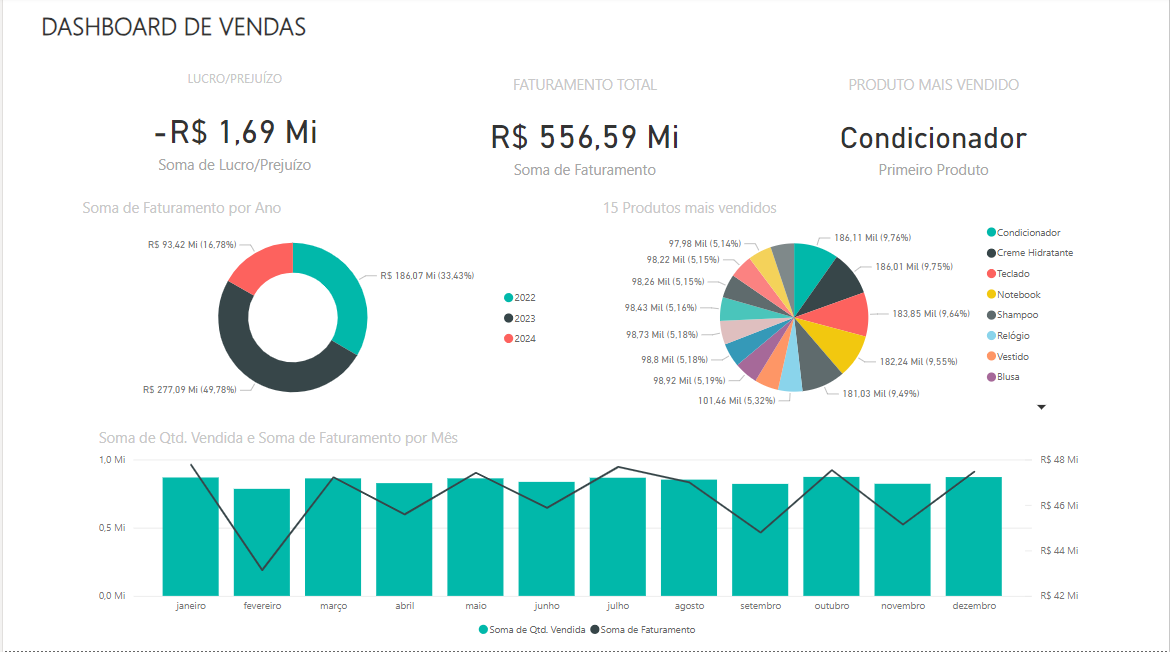 DASHBOARD DE VENDAS
LUCRO/PREJUÍZO
-R$ 1,69 Mi
Soma de Lucro/Prejuízo
FATURAMENTO TOTAL
R$ 556,59 Mi
Soma de Faturamento
PRODUTO MAIS VENDIDO
Condicionador
Primeiro Produto
Soma de Faturamento por Ano
R$ 93,42 Mi (16,78%)
R$ 186,07 Mi (33,43%)
R$ 277,09 Mi (49,78%)
2022
2023
2024
15 Produtos mais vendidos
97,98 Mil (5,14%)
98,22 Mil (5,15%)
98,26 Mil (5,15%)
98,43 Mil (5,16%)
98,73 Mil (5,18%)
98,8 Mil (5,18%)
98,92 Mil (5,19%)
101,46 Mil (5,32%)
186,11 Mil (9,76%)
186,01 Mil (9,75%)
183,85 Mil (9,64%)
182,24 Mil (9,55%)
181,03 Mil (9,49%)
Condicionador
Creme Hidratante
Teclado
Notebook
Shampoo
Relógio
Vestido
Blusa
Soma de Qtd. Vendida e Soma de Faturamento por Mês
1,0 Mi
0,5 Mi
0,0 Mi
R$ 48 Mi
R$ 46 Mi
R$ 44 Mi
R$ 42 Mi
janeiro
fevereiro
março
abril
maio
junho
julho
agosto
setembro
outubro
novembro
dezembro
Soma de Qtd. Vendida
Soma de Faturamento